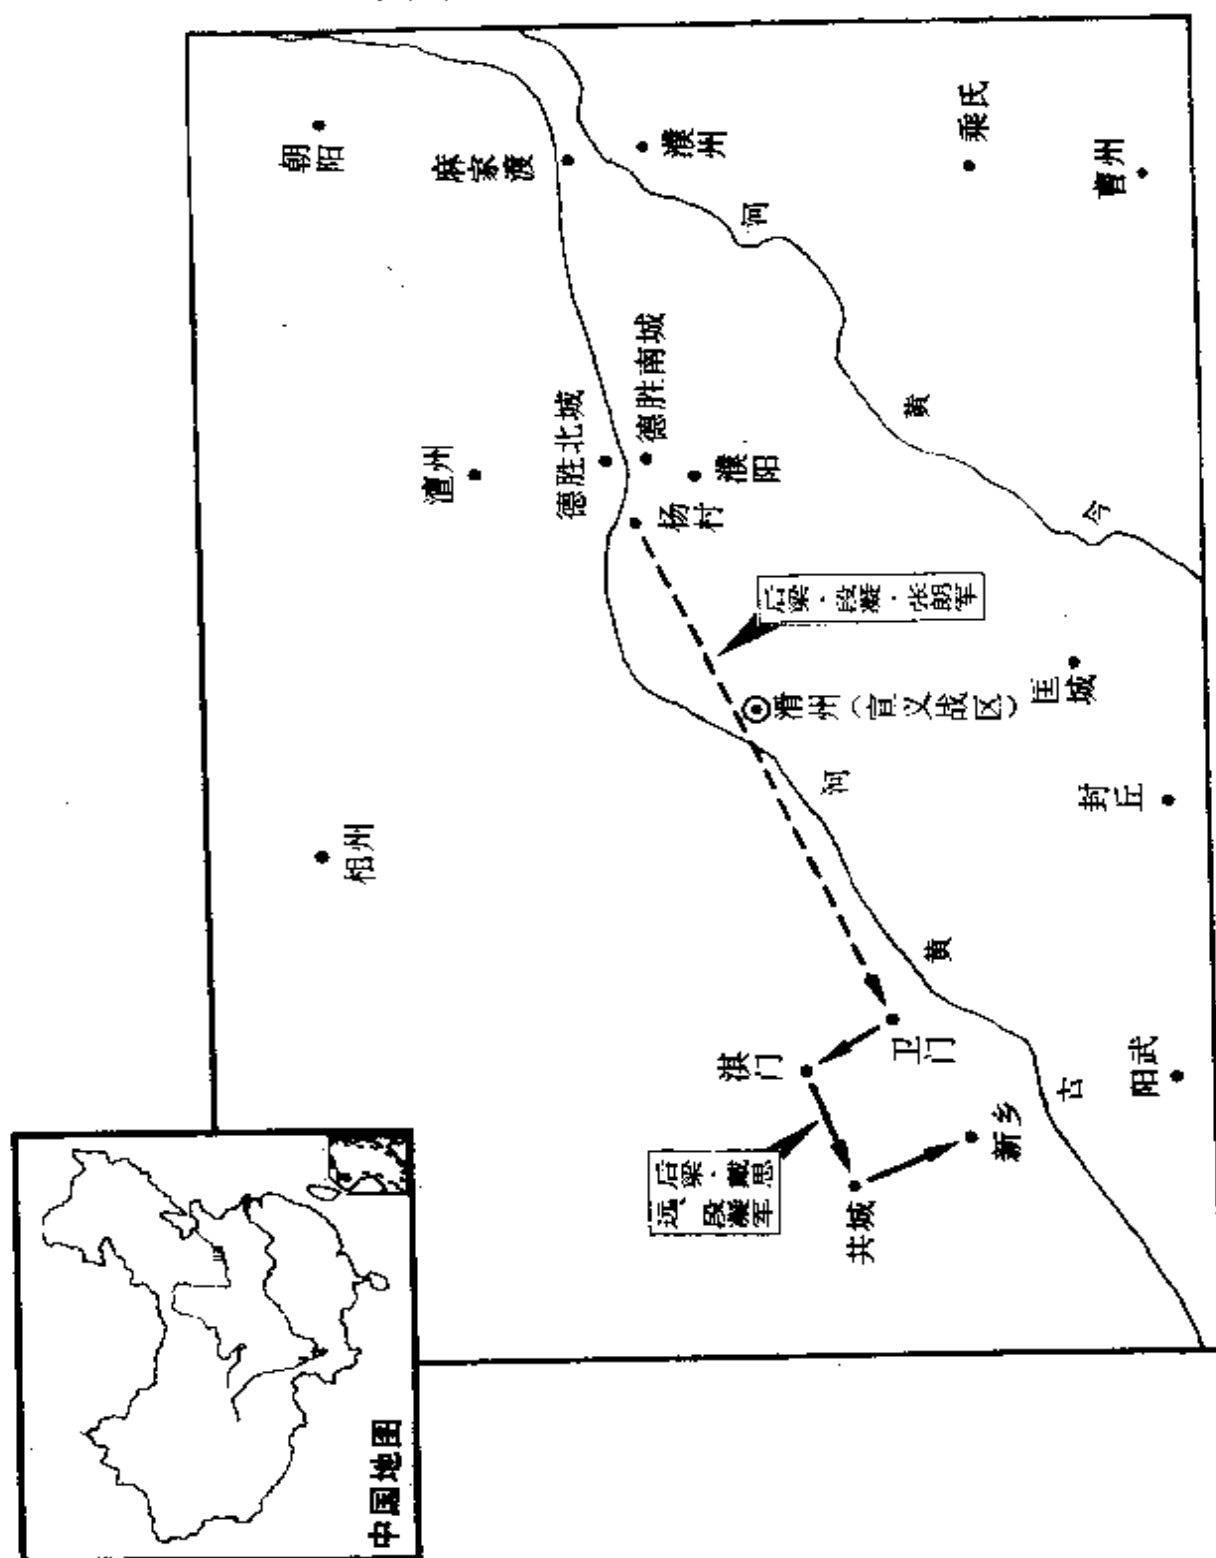 朝阳
麻家渡
濮州
乘氏
曹州
河
黄
今
澶州
德胜北城
德胜南城
杨村
濮阳
后梁·段凝·张朗军
滑州（宣义战区）
匡城
封丘
相州
河
黄
古
卫门
淇门
后梁·戴思
远、段凝军
共城
新乡
阳武
中国地图